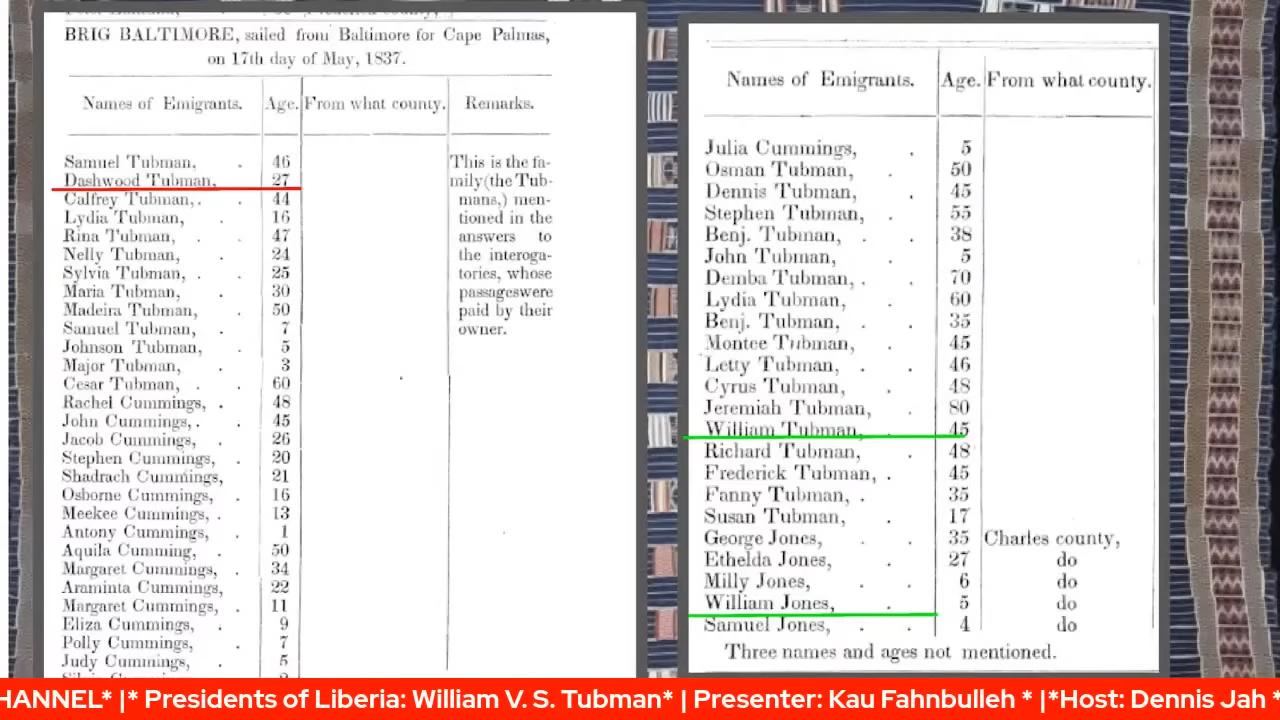 BRIG BALTIMORE, sailed from Baltimore for Cape Palmas,
on 17th day of May, 1837.
Names of Emigrants. Age. From what county. Remarks.
Samuel Tubman, . 46 This is the fa-
Dashwood Tubman, 27 mily (the Tub-
Calfrey Tubman, . . 44 mans,) men-
Lydia Tubman, . 16 tioned in the
Rina Tubman, . . 47 answers to
Nelly Tubman, . 24 the interoga-
Sylvia Tubman, . . 25 tories, whose
Maria Tubman, . 30 passageswere
Madeira Tubman, . 50 paid by their
Samuel Tubman, . 7 owner.
Johnson Tubman, . 5
Major Tubman, . 3
Cesar Tubman, . . 60
Rachel Cummings, . 48
John Cummings, . . 45
Jacob Cummings, . 26
Stephen Cummings, . 20
Shadrach Cummings, 21
Osborne Cummings, . 16
Meekee Cummings, . 13
Antony Cummings, . 1
Aquila Cumming, . 50
Margaret Cummings, . 34
Araminta Cummings, 22
Margaret Cummings, . 11
Eliza Cummings, . 9
Polly Cummings, . 7
Judy Cummings, . 5
Names of Emigrants. Age. From what county.
Julia Cummings, . 5
Osman Tubman, . 50
Dennis Tubman, . 45
Stephen Tubman, . 55
Benj. Tubman, . . 38
John Tubman, . 5
Demba Tubman, . . 70
Lydia Tubman, . 60
Benj. Tubman, . . 35
Montee Tubman, . 45
Letty Tubman, . . 46
Cyrus Tubman, . 48
Jeremiah Tubman, . 80
William Tubman, . 45
Richard Tubman, . 48
Frederick Tubman, . 45
Fanny Tubman, . 35
Susan Tubman, . 17
George Jones, . . 35 Charles county,
Ethelda Jones, . 27 do
Milly Jones, . . 6 do
William Jones, . 5 do
Samuel Jones, . . 4 do
Three names and ages not mentioned.
HANNEL* |* Presidents of Liberia: William V. S. Tubman* | Presenter: Kau Fahnbulleh * |*Host: Dennis Jah *